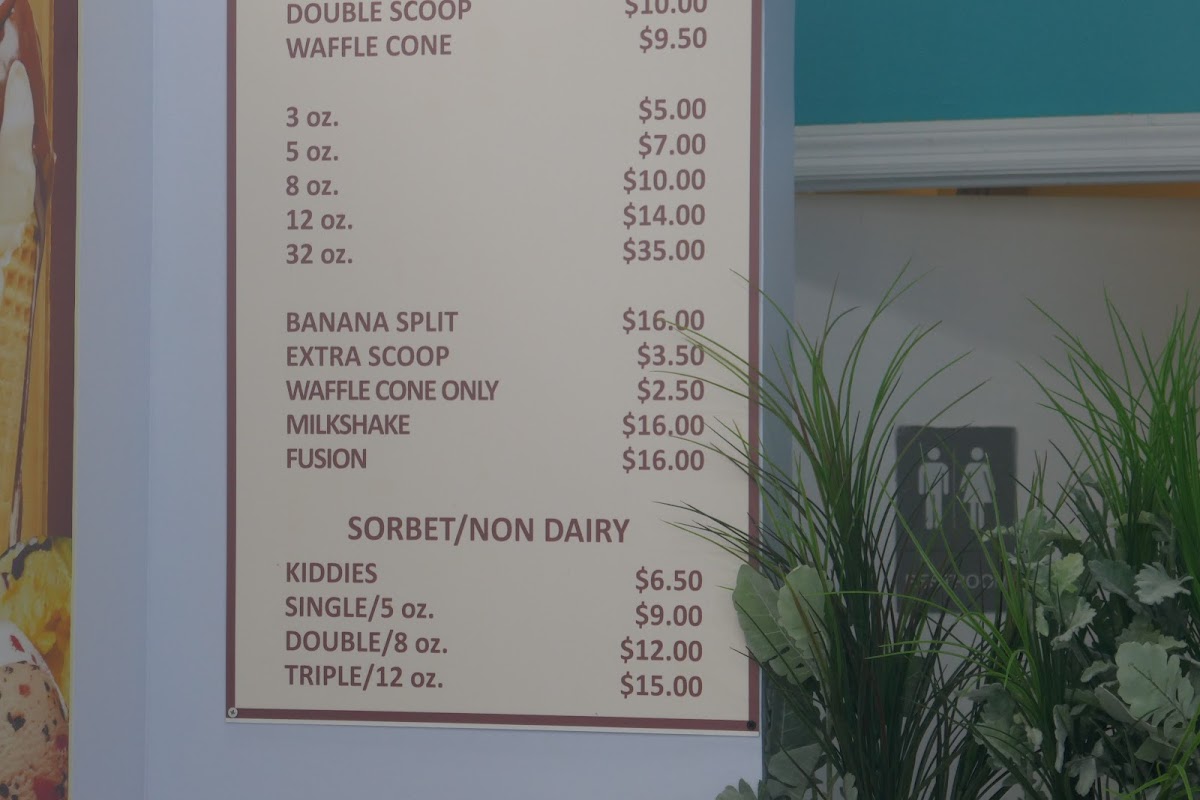 DOUBLE SCOOP $10.00
WAFFLE CONE $9.50
3 oz. $5.00
5 oz. $7.00
8 oz. $10.00
12 oz. $14.00
32 oz. $35.00
BANANA SPLIT $16.00
EXTRA SCOOP $3.50
WAFFLE CONE ONLY $2.50
MILKSHAKE $16.00
FUSION $16.00
SORBET/NON DAIRY
KIDDIES $6.50
SINGLE/5 oz. $9.00
DOUBLE/8 oz. $12.00
TRIPLE/12 oz. $15.00